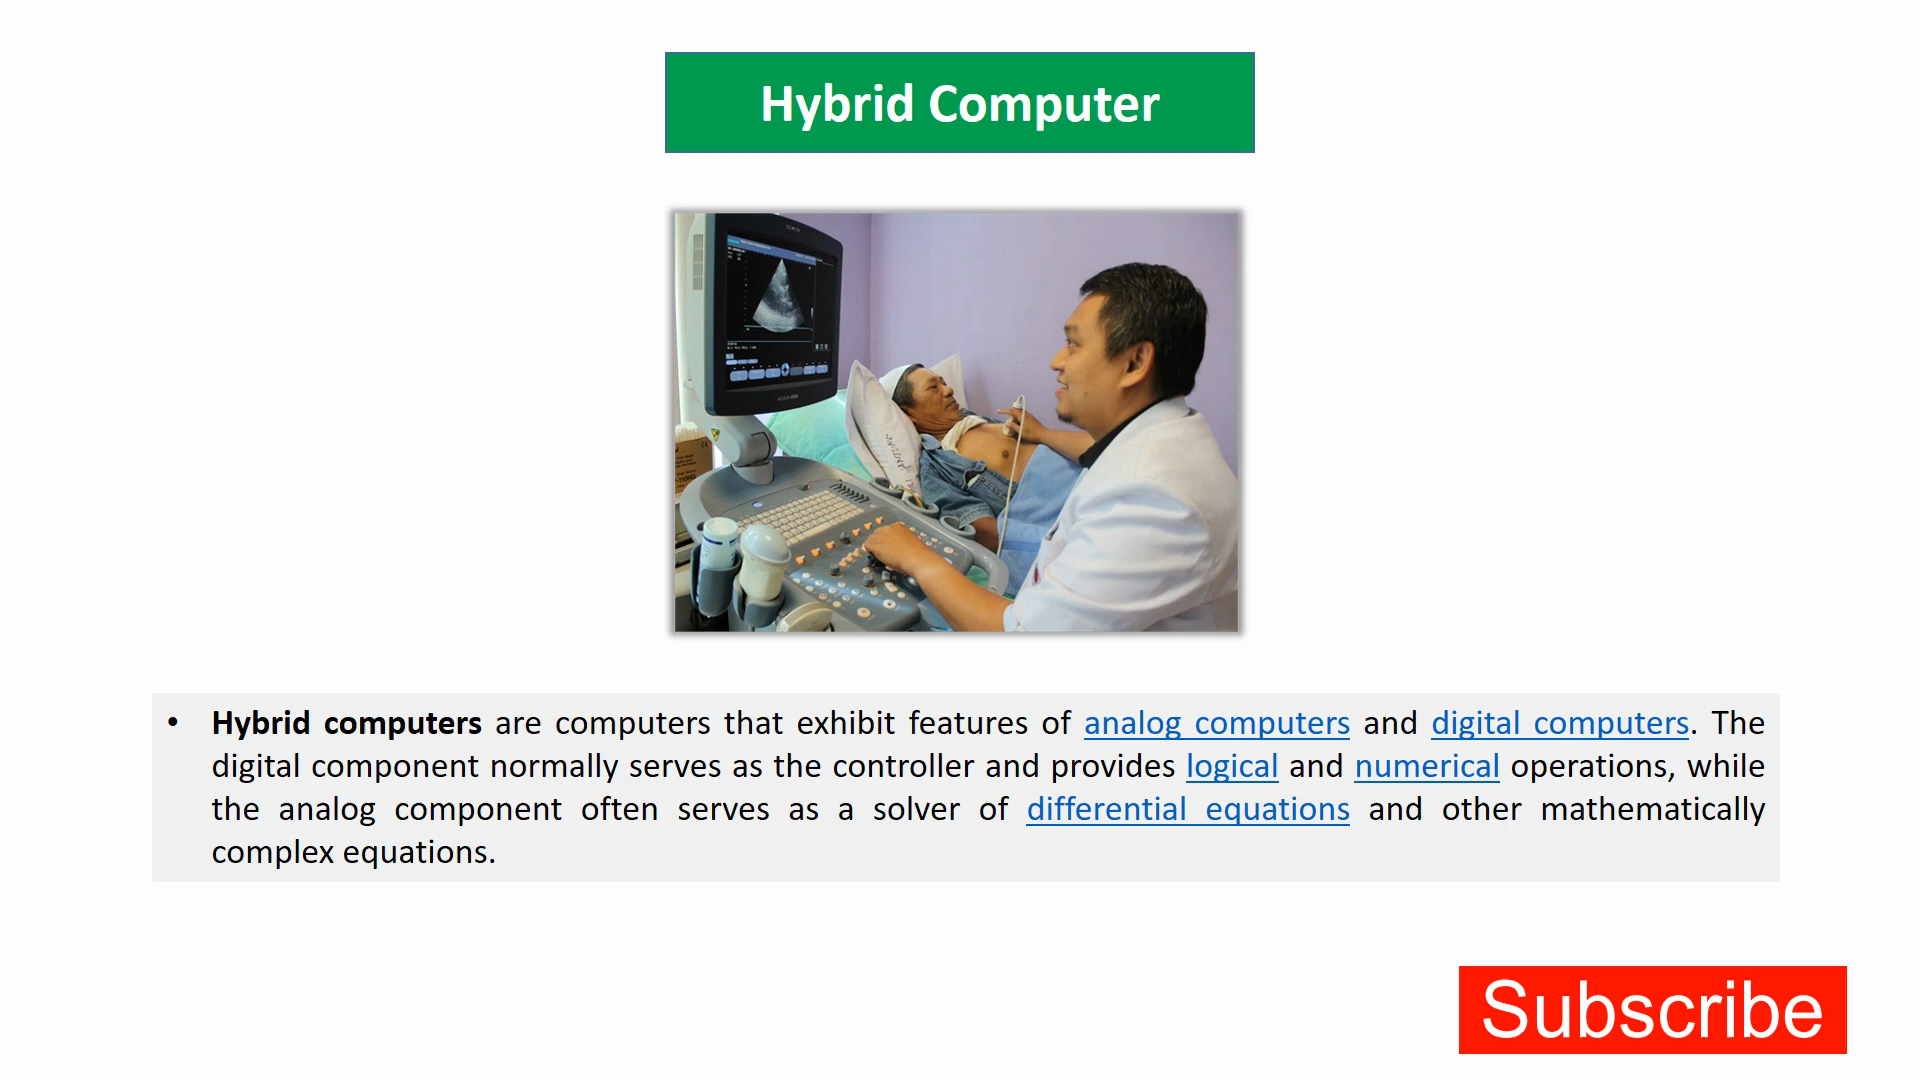 Hybrid Computer
• Hybrid computers are computers that exhibit features of analog computers and digital computers. The
digital component normally serves as the controller and provides logical and numerical operations, while
the analog component often serves as a solver of differential equations and other mathematically
complex equations.
Subscribe